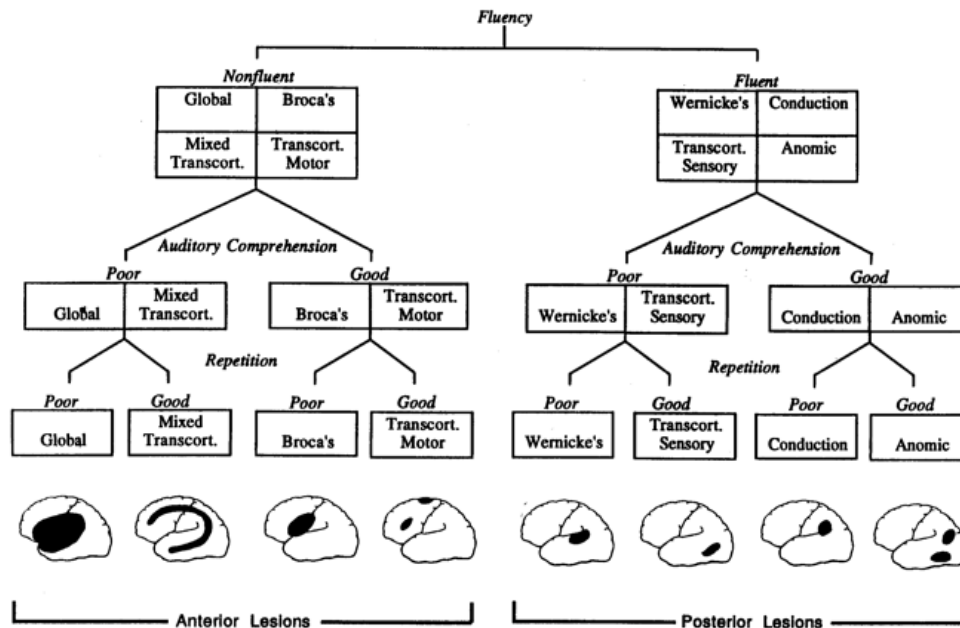 Fluency
Nonfluent
Fluent
Global
Broca's
Wernicke's
Conduction
Mixed
Transcort.
Transcort.
Motor
Transcort.
Sensory
Anomic
Auditory Comprehension
Auditory Comprehension
Poor
Good
Poor
Good
Global
Mixed
Transcort.
Broca's
Transcort.
Motor
Wernicke's
Transcort.
Sensory
Conduction
Anomic
Repetition
Repetition
Poor
Good
Poor
Good
Poor
Good
Poor
Good
Global
Mixed
Transcort.
Broca's
Transcort.
Motor
Wernicke's
Transcort.
Sensory
Conduction
Anomic
Anterior Lesions
Posterior Lesions